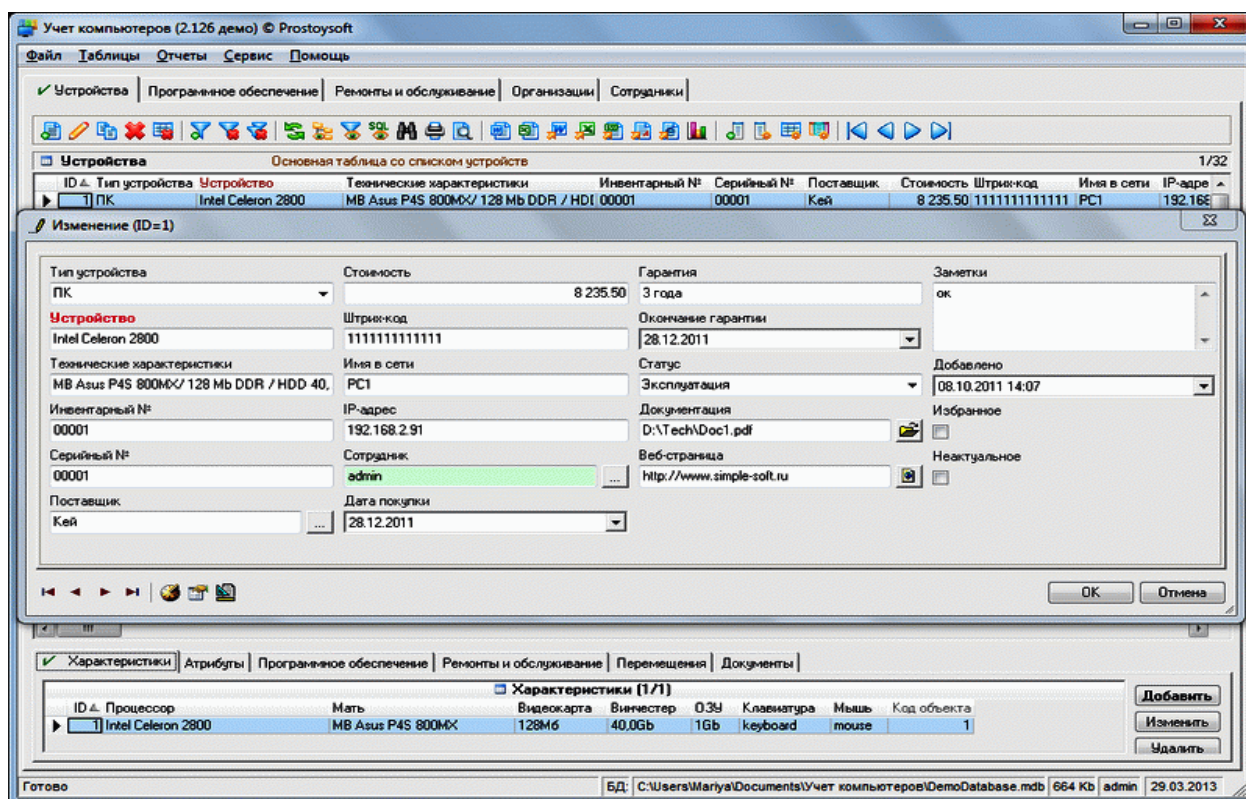 Учет компьютеров (2.126 демо) © Prostoysoft
Файл Таблицы Отчеты Сервис Помощь
Устройства Программное обеспечение Ремонты и обслуживание Организации Сотрудники
SQL
Устройства Основная таблица со списком устройств 1/32
ID Тип устройства Устройство Технические характеристики Инвентарный № Серийный № Поставщик Стоимость Штрих-код Имя в сети IP-адре
1 ПК Intel Celeron 2800 MB Asus P4S 800MX/ 128 Mb DDR / HDI 00001 00001 Кей 8 235.50 1111111111111 PC1 192.168
Изменение (ID=1)
Тип устройства Стоимость Гарантия Заметки
ПК 8 235.50 3 года ок
Устройство Штрих-код Окончание гарантии
Intel Celeron 2800 1111111111111 28.12.2011
Технические характеристики Имя в сети Статус Добавлено
MB Asus P4S 800MX/ 128 Mb DDR / HDD 40, PC1 Эксплуатация 08.10.2011 14:07
Инвентарный № IP-адрес Документация Избранное
00001 192.168.2.91 D:\Tech\Doc1.pdf
Серийный № Сотрудник Веб-страница Неактуальное
00001 admin ... http://www.simple-soft.ru
Поставщик Дата покупки
Кей ... 28.12.2011
OK Отмена
Характеристики Атрибуты Программное обеспечение Ремонты и обслуживание Перемещения Документы
Характеристики (1/1) Добавить
ID Процессор Мать Видеокарта Винчестер ОЗУ Клавиатура Мышь Код объекта
1 Intel Celeron 2800 MB Asus P4S 800MX 128Мб 40,0Gb 1Gb keyboard mouse 1 Изменить
Удалить
Готово БД: C:\Users\Mariya\Documents\Учет компьютеров\DemoDatabase.mdb 664 Kb admin 29.03.2013